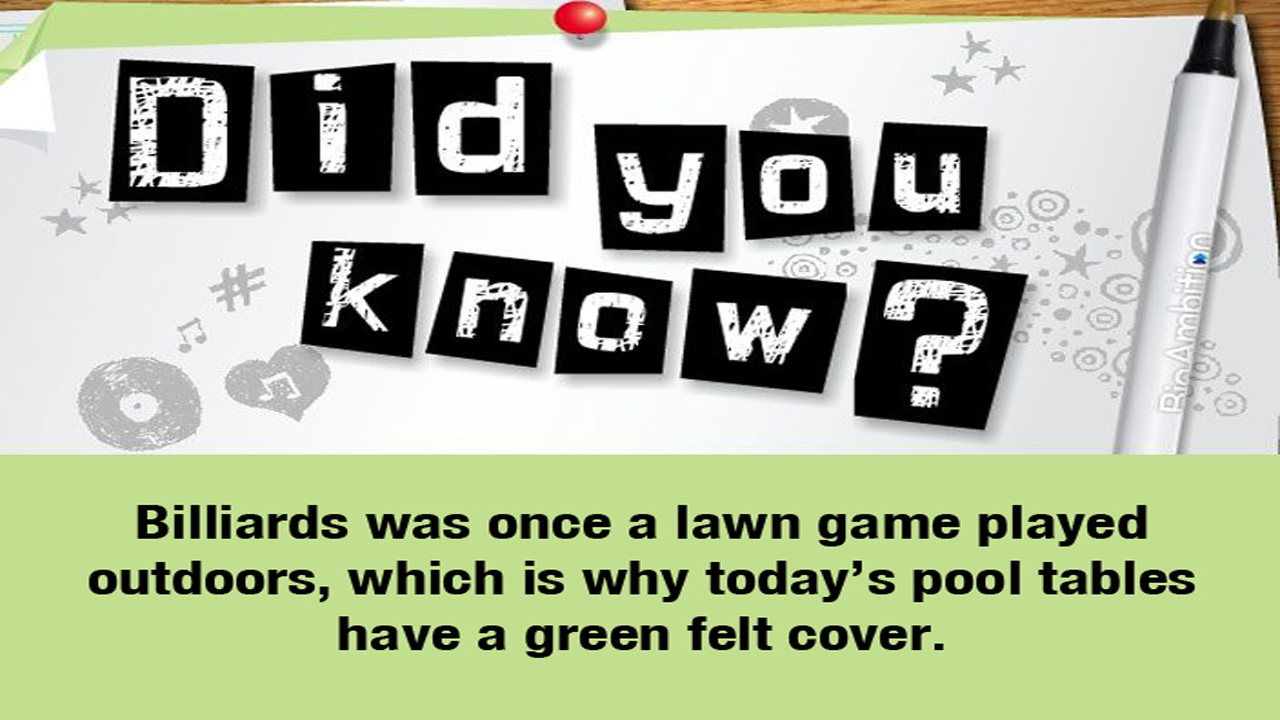 Did you
know?
BioAmbition
Billiards was once a lawn game played
outdoors, which is why today’s pool tables
have a green felt cover.